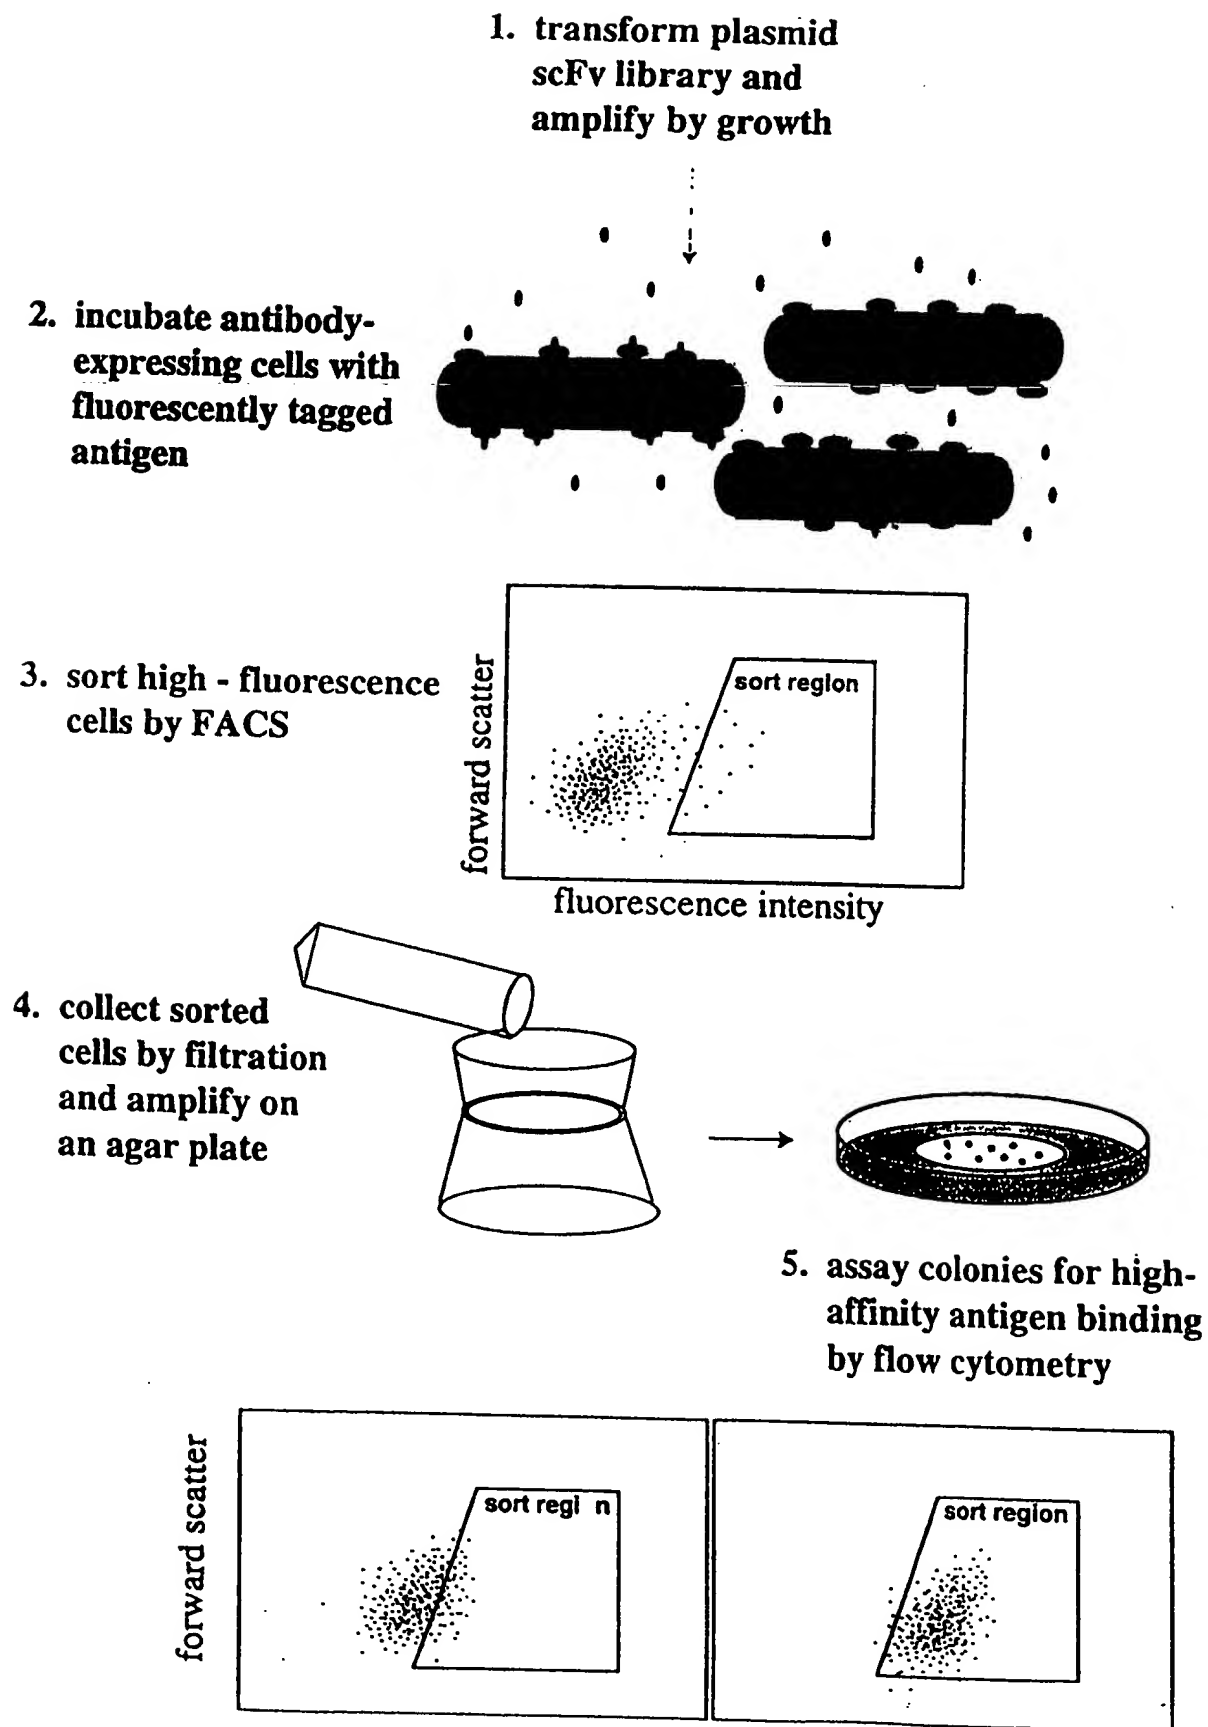 1. transform plasmid
scFv library and
amplify by growth
2. incubate antibody-
expressing cells with
fluorescently tagged
antigen
3. sort high - fluorescence
cells by FACS
forward scatter
sort region
fluorescence intensity
4. collect sorted
cells by filtration
and amplify on
an agar plate
5. assay colonies for high-
affinity antigen binding
by flow cytometry
forward scatter
sort regi n
sort region